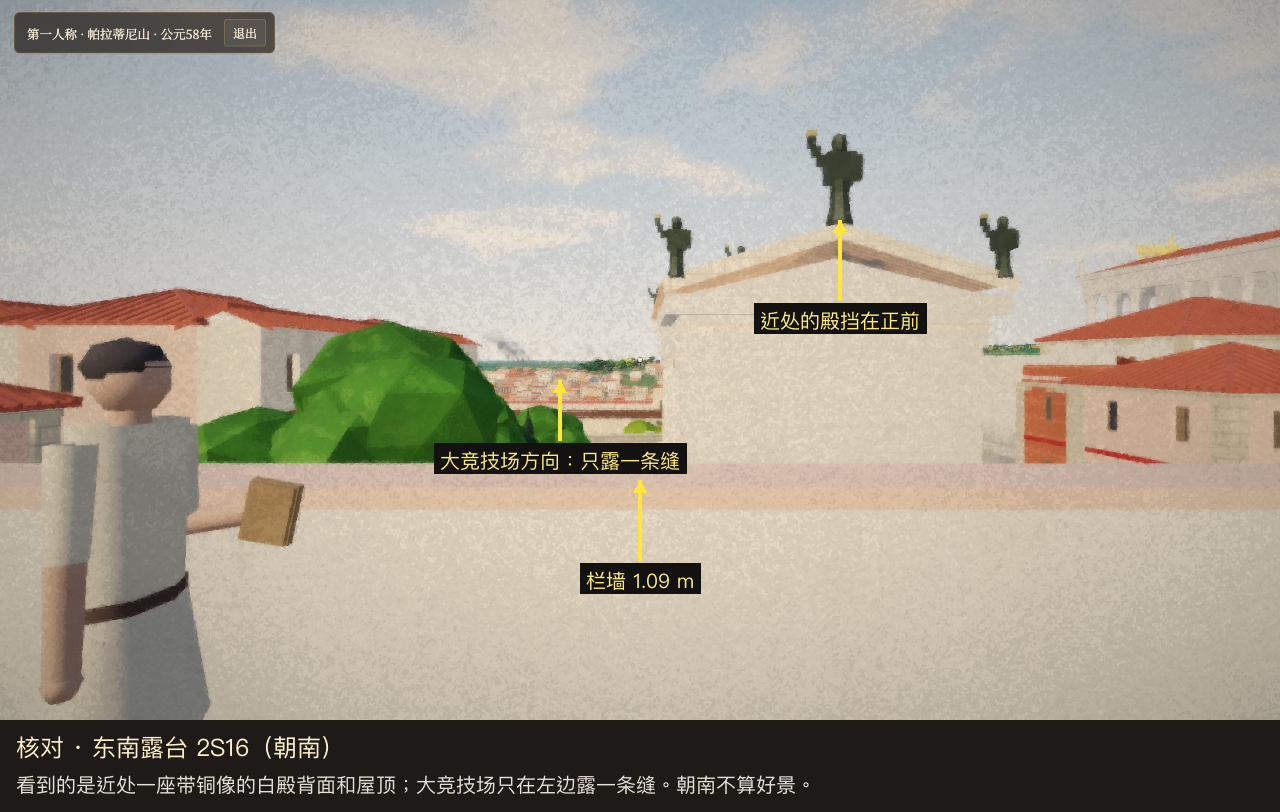 第一人称 · 帕拉蒂尼山 · 公元58年 退出
近处的殿挡在正前
大竞技场方向：只露一条缝
栏墙 1.09 m
核对 · 东南露台 2S16（朝南）
看到的是近处一座带铜像的白殿背面和屋顶；大竞技场只在左边露一条缝。朝南不算好景。